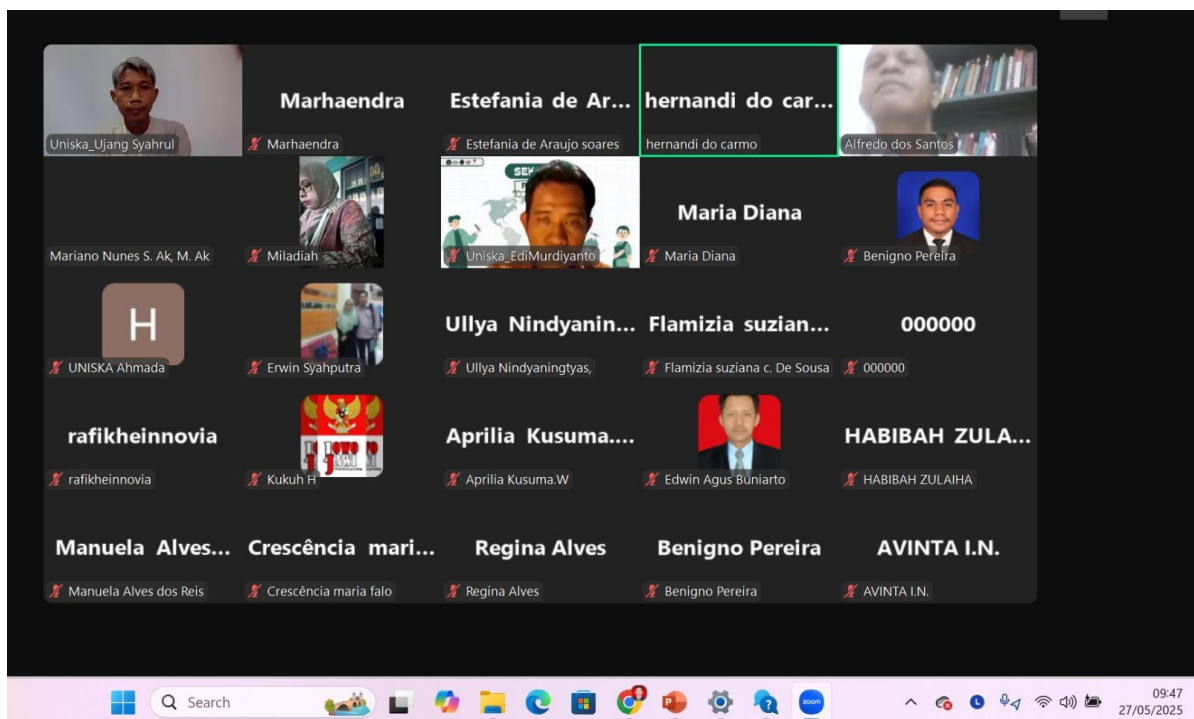 Marhaendra
Estefania de Ar...
hernandi do car...
Uniska_Ujang Syahrul
Marhaendra
Estefania de Araujo soares
hernandi do carmo
Alfredo dos Santos
SEK
Maria Diana
Mariano Nunes S. Ak, M. Ak
Miladiah
Uniska_EdiMurdiyanto
Maria Diana
Benigno Pereira
H
Ullya Nindyanin...
Flamizia suzian...
000000
UNISKA Ahmada
Erwin Syahputra
Ullya Nindyaningtyas,
Flamizia suziana c. De Sousa
000000
rafikheinnovia
Aprilia Kusuma....
HABIBAH ZULA...
rafikheinnovia
Kukuh H
Aprilia Kusuma.W
Edwin Agus Buniarto
HABIBAH ZULAIHA
Manuela Alves...
Crescência mari...
Regina Alves
Benigno Pereira
AVINTA I.N.
Manuela Alves dos Reis
Crescência maria falo
Regina Alves
Benigno Pereira
AVINTA I.N.
Search
zoom
L
09:47
27/05/2025